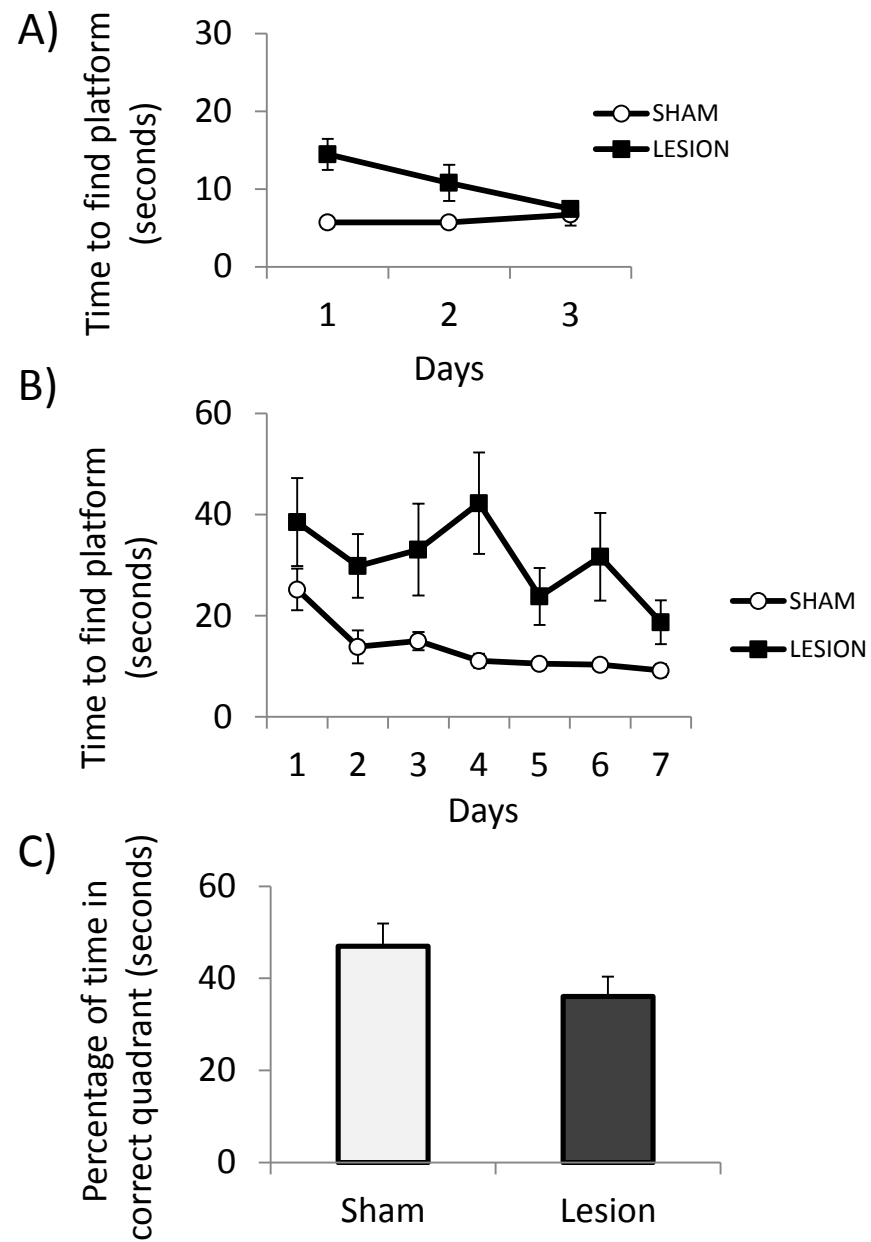 A)
Time to find platform
(seconds)
30
20
10
0
1 2 3
Days
SHAM
LESION
B)
Time to find platform
(seconds)
60
40
20
0
1 2 3 4 5 6 7
Days
SHAM
LESION
C)
Percentage of time in
correct quadrant (seconds)
60
40
20
0
Sham Lesion